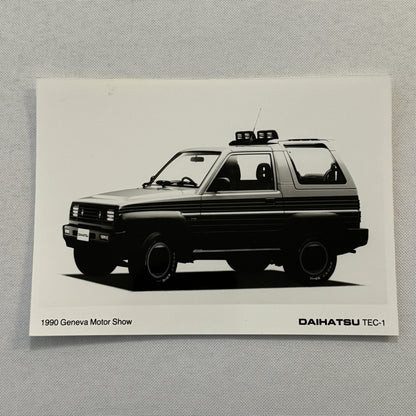 1990 Geneva Motor Show
DAIHATSU TEC-1